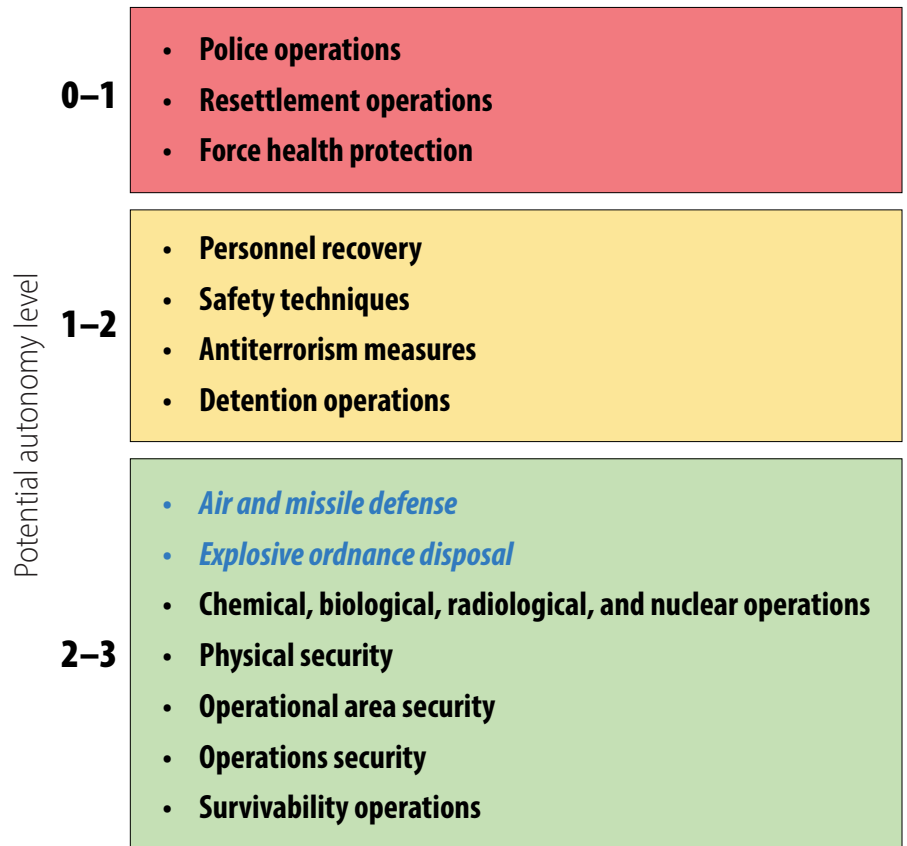 Potential autonomy level
0–1
• Police operations
• Resettlement operations
• Force health protection
1–2
• Personnel recovery
• Safety techniques
• Antiterrorism measures
• Detention operations
2–3
• Air and missile defense
• Explosive ordnance disposal
• Chemical, biological, radiological, and nuclear operations
• Physical security
• Operational area security
• Operations security
• Survivability operations